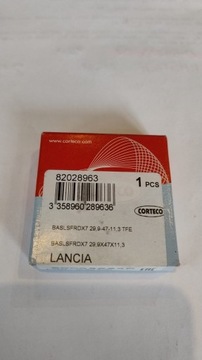 www.corteco.com
82028963
1 PCS
3 358960 289636
BASLSFRDX7 29,9-47-11,3 TFE
CORTECO
BASLSFRDX7 29,9X47X11,3
LANCIA